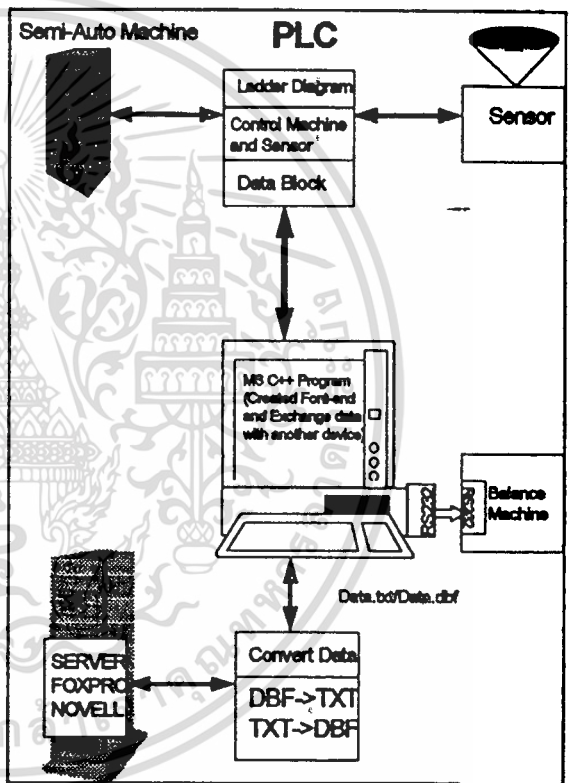 Semi-Auto Machine
PLC
Ladder Diagram
Control Machine
and Sensor
Data Block
Sensor
MS C++ Program
(Created Font-end
and Exchange data
with another device)
RS232
RS232
Balance
Machine
Data.txt/Data.dbf
SERVER
FOXPRO
NOVELL
Convert Data
DBF->TXT
TXT->DBF